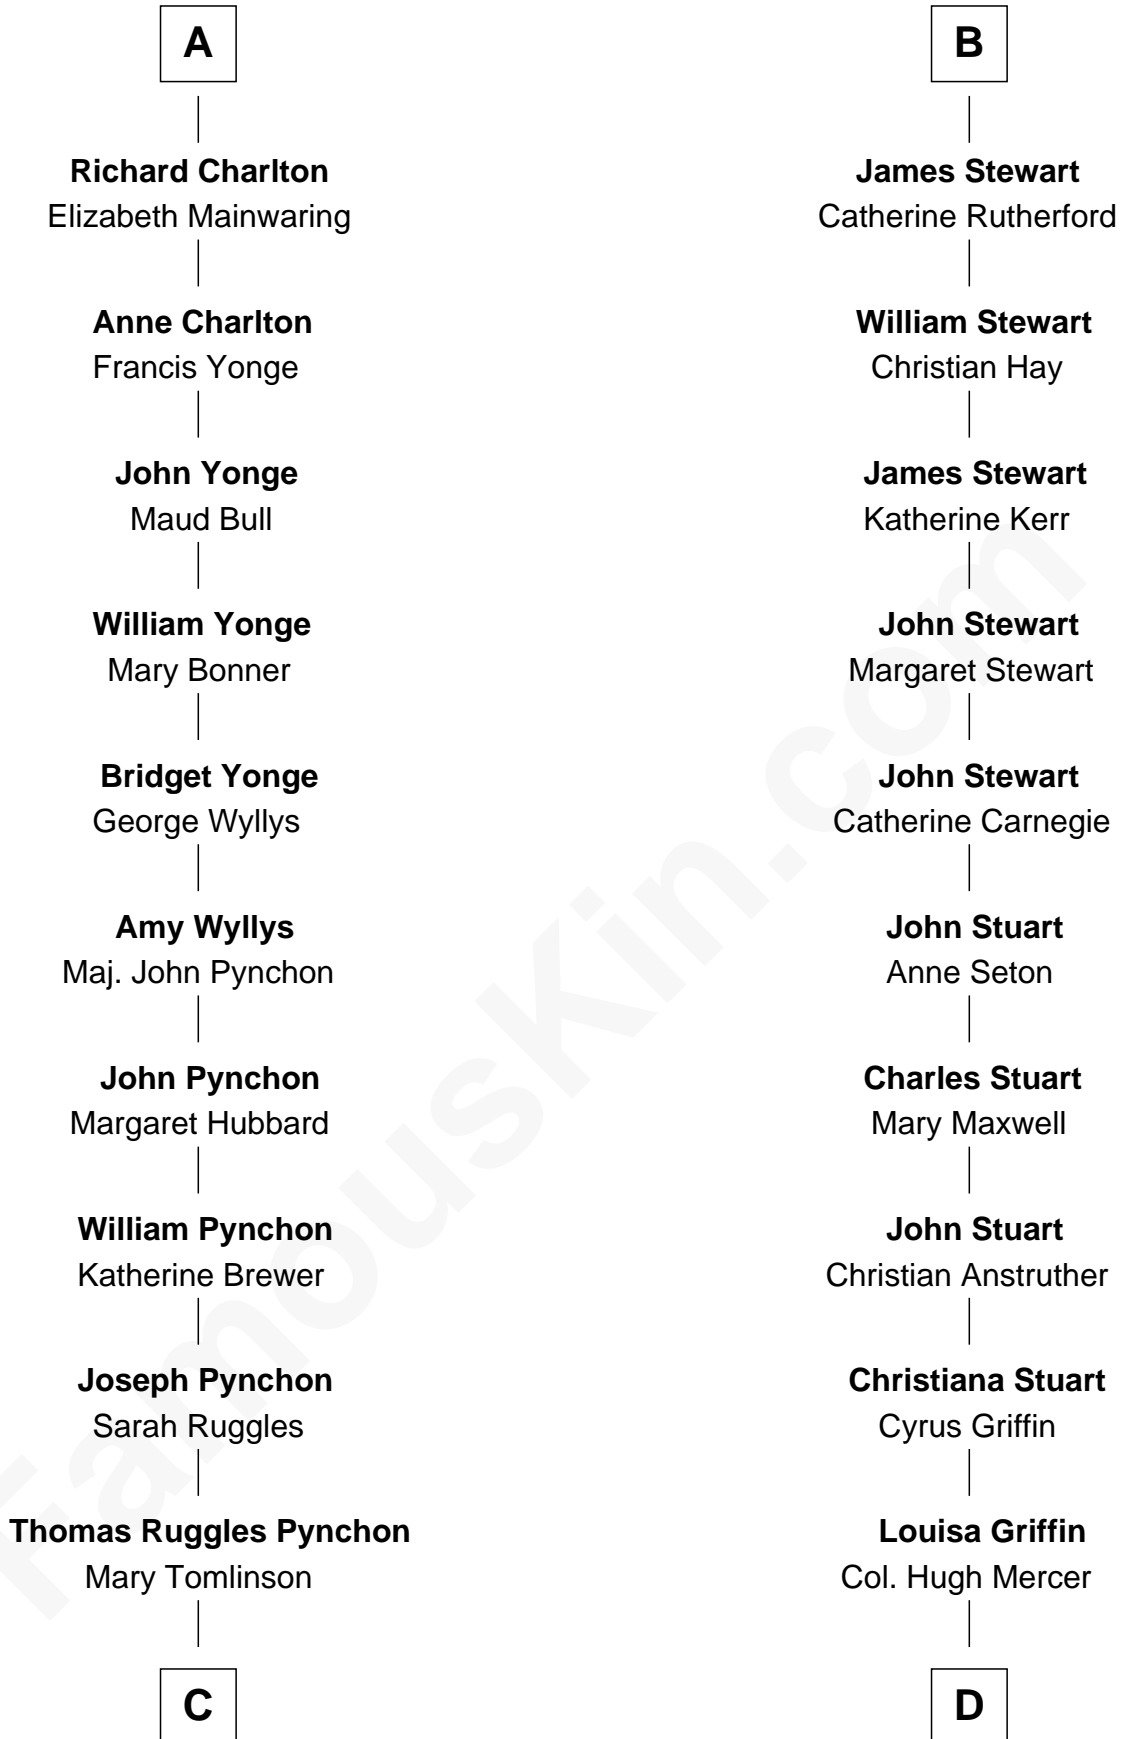 A
Richard Charlton
Elizabeth Mainwaring
Anne Charlton
Francis Yonge
John Yonge
Maud Bull
William Yonge
Mary Bonner
Bridget Yonge
George Wyllys
Amy Wyllys
Maj. John Pynchon
John Pynchon
Margaret Hubbard
William Pynchon
Katherine Brewer
Joseph Pynchon
Sarah Ruggles
Thomas Ruggles Pynchon
Mary Tomlinson
C
B
James Stewart
Catherine Rutherford
William Stewart
Christian Hay
James Stewart
Katherine Kerr
John Stewart
Margaret Stewart
John Stewart
Catherine Carnegie
John Stuart
Anne Seton
Charles Stuart
Mary Maxwell
John Stuart
Christian Anstruther
Christiana Stuart
Cyrus Griffin
Louisa Griffin
Col. Hugh Mercer
D
FamousKin.com